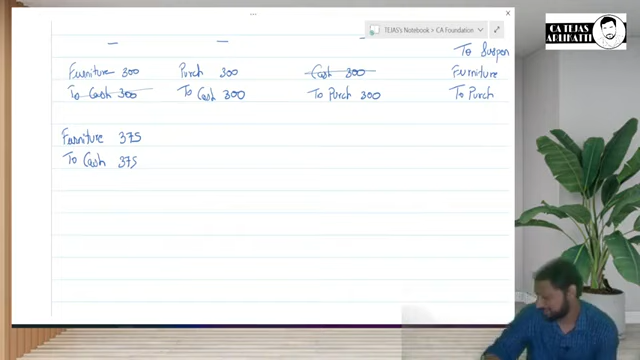 TEJAS's Notebook > CA Foundation
CA TEJAS
ARLIKATTI
To Suspen
Furniture 300 Purch 300 Cash 300 Furniture
To Cash 300 To Cash 300 To Purch 300 To Purch
Furniture 375
To Cash 375